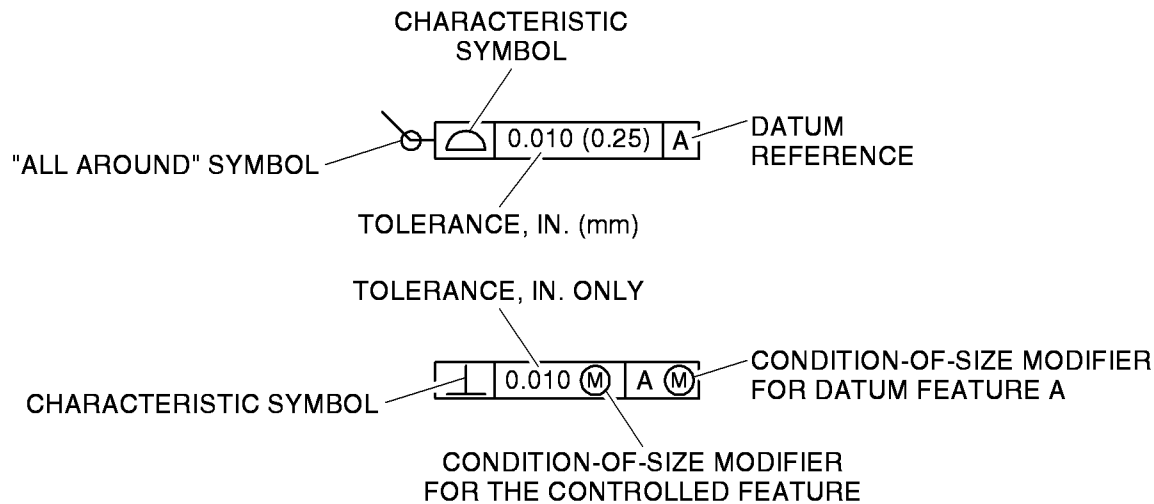 CHARACTERISTIC
SYMBOL
0.010 (0.25) A
DATUM
REFERENCE
"ALL AROUND" SYMBOL
TOLERANCE, IN. (mm)
TOLERANCE, IN. ONLY
0.010 Ⓜ A Ⓜ
CONDITION-OF-SIZE MODIFIER
FOR DATUM FEATURE A
CHARACTERISTIC SYMBOL
CONDITION-OF-SIZE MODIFIER
FOR THE CONTROLLED FEATURE